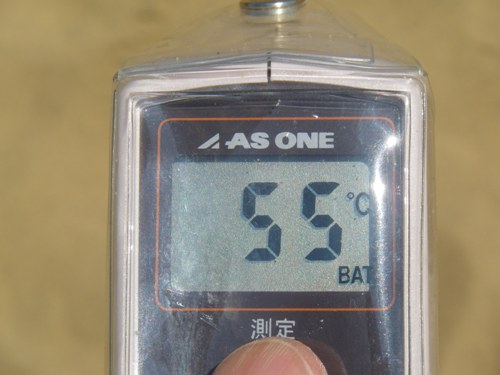 AS ONE
55 °C
BAT
測定